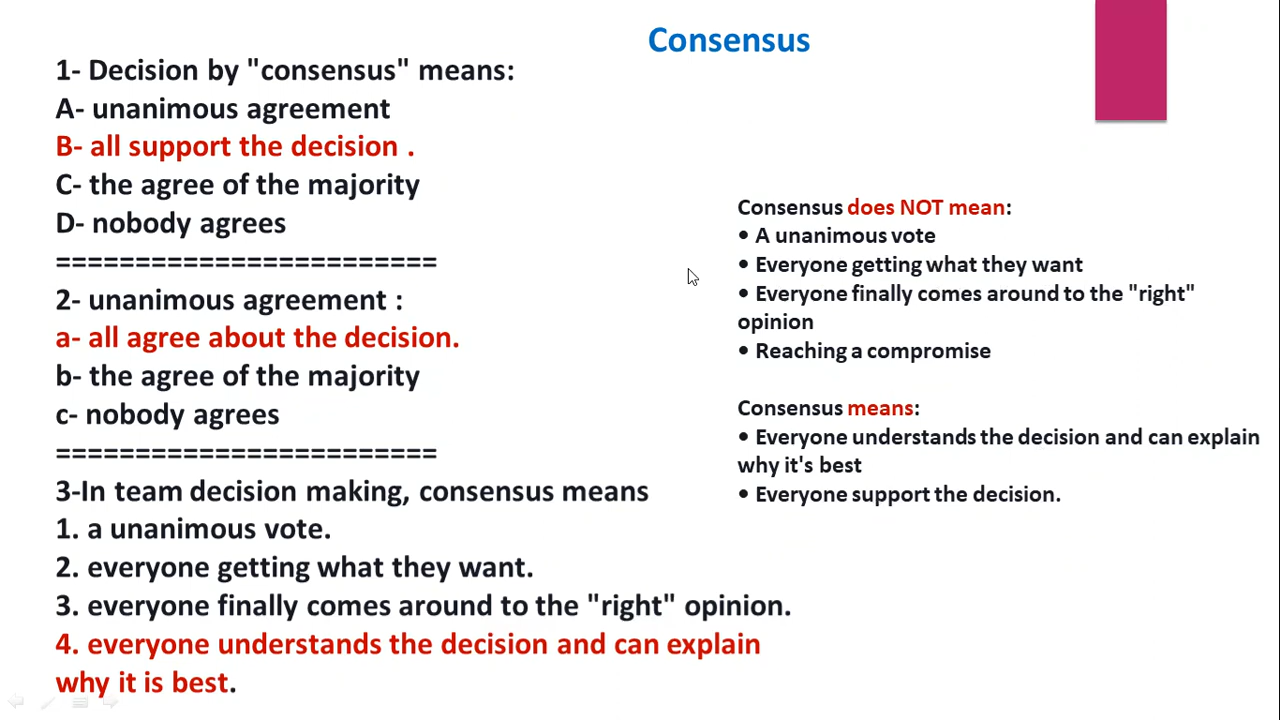 Consensus
1- Decision by "consensus" means:
A- unanimous agreement
B- all support the decision .
C- the agree of the majority
D- nobody agrees
========================
2- unanimous agreement :
a- all agree about the decision.
b- the agree of the majority
c- nobody agrees
========================
3-In team decision making, consensus means
1. a unanimous vote.
2. everyone getting what they want.
3. everyone finally comes around to the "right" opinion.
4. everyone understands the decision and can explain
why it is best.
Consensus does NOT mean:
• A unanimous vote
• Everyone getting what they want
• Everyone finally comes around to the "right"
opinion
• Reaching a compromise
Consensus means:
• Everyone understands the decision and can explain
why it's best
• Everyone support the decision.